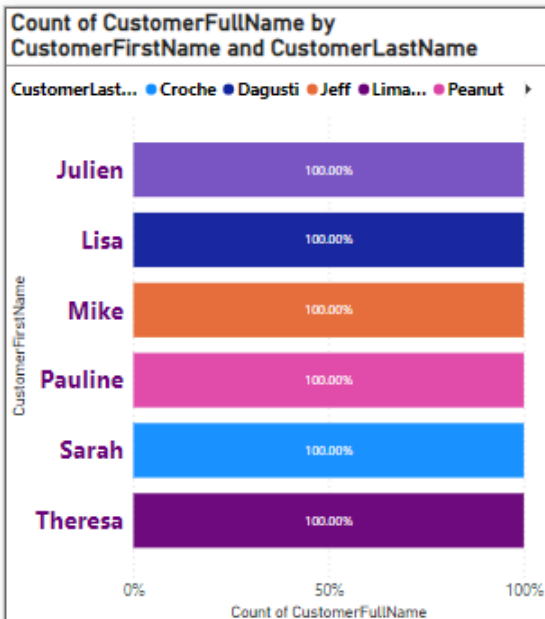 Count of CustomerFullName by
CustomerFirstName and CustomerLastName
CustomerLast... Croche Dagusti Jeff Lima... Peanut
CustomerFirstName
Julien 100.00%
Lisa 100.00%
Mike 100.00%
Pauline 100.00%
Sarah 100.00%
Theresa 100.00%
0% 50% 100%
Count of CustomerFullName